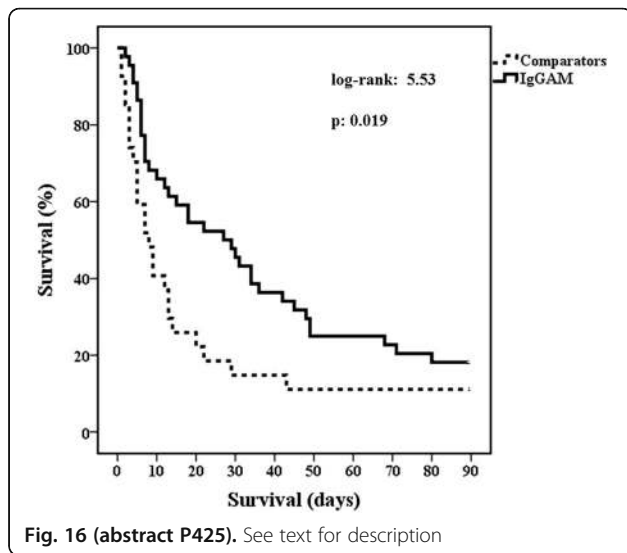 100
80
60
40
20
0
Survival (%)
log-rank: 5.53
p: 0.019
Comparators
IgGAM
0 10 20 30 40 50 60 70 80 90
Survival (days)
Fig. 16 (abstract P425). See text for description